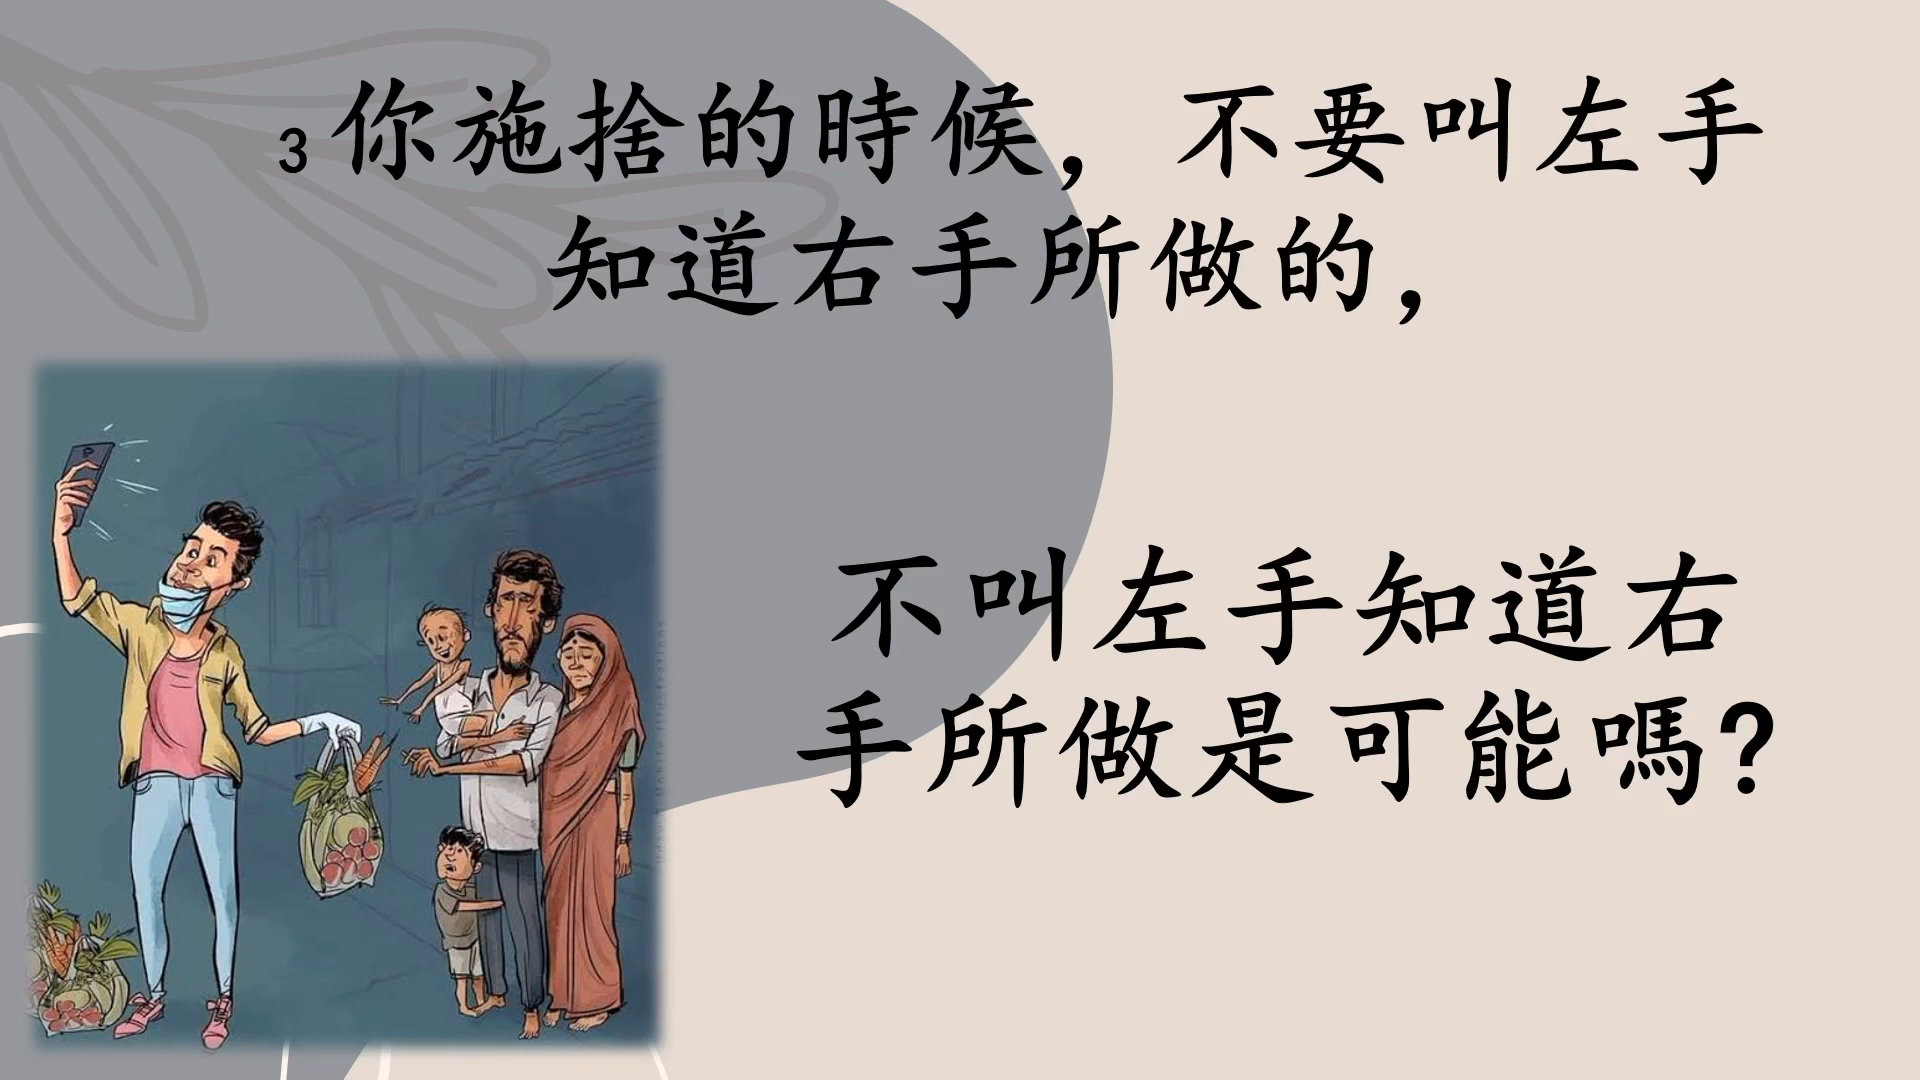 3 你施捨的時候，不要叫左手
知道右手所做的，
不叫左手知道右
手所做是可能嗎?